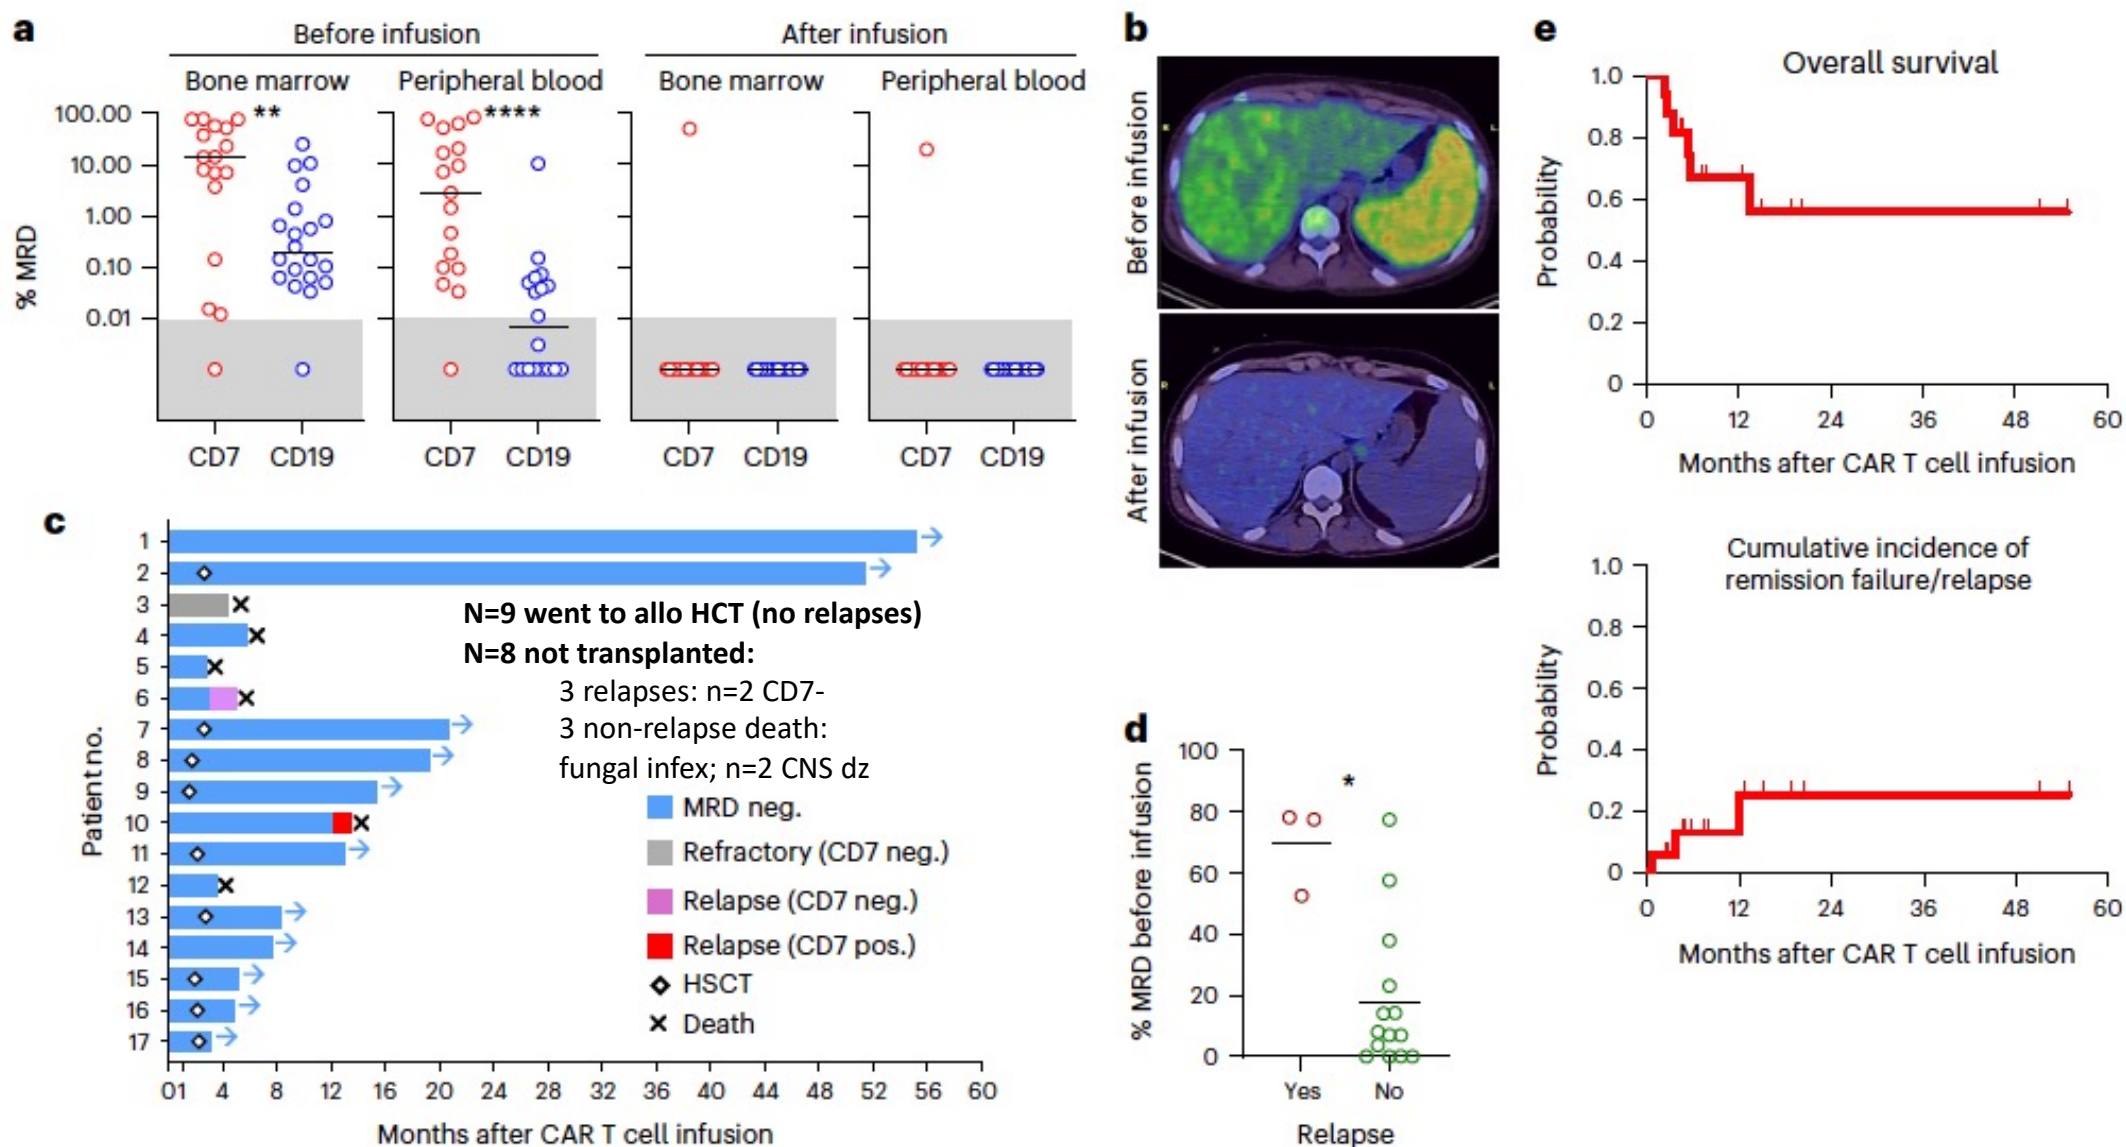 a
Before infusion
After infusion
Bone marrow
Peripheral blood
Bone marrow
Peripheral blood
** ****
% MRD
100.00
10.00
1.00
0.10
0.01
CD7 CD19 CD7 CD19 CD7 CD19 CD7 CD19
b
Before infusion
R L
After infusion
R L
c
Patient no.
1
2
3
4
5
6
7
8
9
10
11
12
13
14
15
16
17
N=9 went to allo HCT (no relapses)
N=8 not transplanted:
3 relapses: n=2 CD7-
3 non-relapse death:
fungal infex; n=2 CNS dz
MRD neg.
Refractory (CD7 neg.)
Relapse (CD7 neg.)
Relapse (CD7 pos.)
HSCT
Death
01 4 8 12 16 20 24 28 32 36 40 44 48 52 56 60
Months after CAR T cell infusion
d
% MRD before infusion
100
80
60
40
20
0
*
Yes No
Relapse
e
Overall survival
Probability
1.0
0.8
0.6
0.4
0.2
0
0 12 24 36 48 60
Months after CAR T cell infusion
Cumulative incidence of
remission failure/relapse
Probability
1.0
0.8
0.6
0.4
0.2
0
0 12 24 36 48 60
Months after CAR T cell infusion